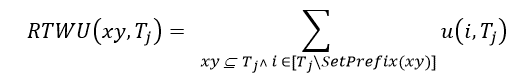 RTWU(xy, T_j) = ∑ u(i, T_j)
xy ⊆ T_j ∧ i ∈ [T_j\SetPrefix(xy)]